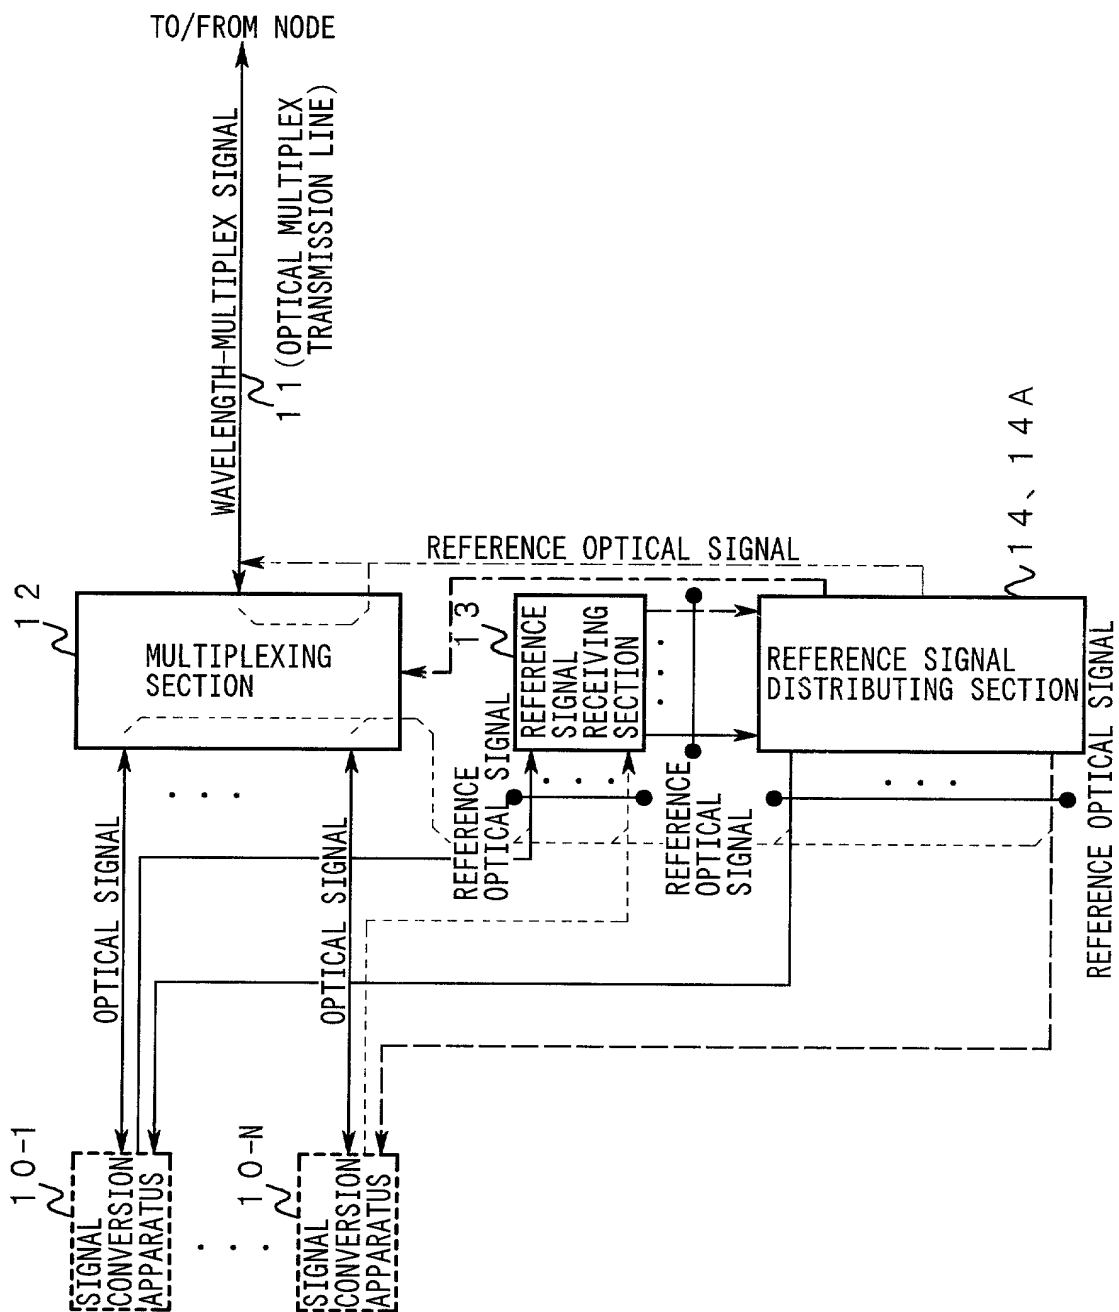 TO/FROM NODE
WAVELENGTH-MULTIPLEX SIGNAL
11(OPTICAL MULTIPLEX
TRANSMISSION LINE)
12
MULTIPLEXING
SECTION
REFERENCE OPTICAL SIGNAL
13
REFERENCE
SIGNAL
RECEIVING
SECTION
14、14A
REFERENCE SIGNAL
DISTRIBUTING SECTION
OPTICAL SIGNAL
OPTICAL SIGNAL
REFERENCE
OPTICAL SIGNAL
REFERENCE
OPTICAL
SIGNAL
REFERENCE OPTICAL SIGNAL
10-1
SIGNAL
CONVERSION
APPARATUS
10-N
SIGNAL
CONVERSION
APPARATUS